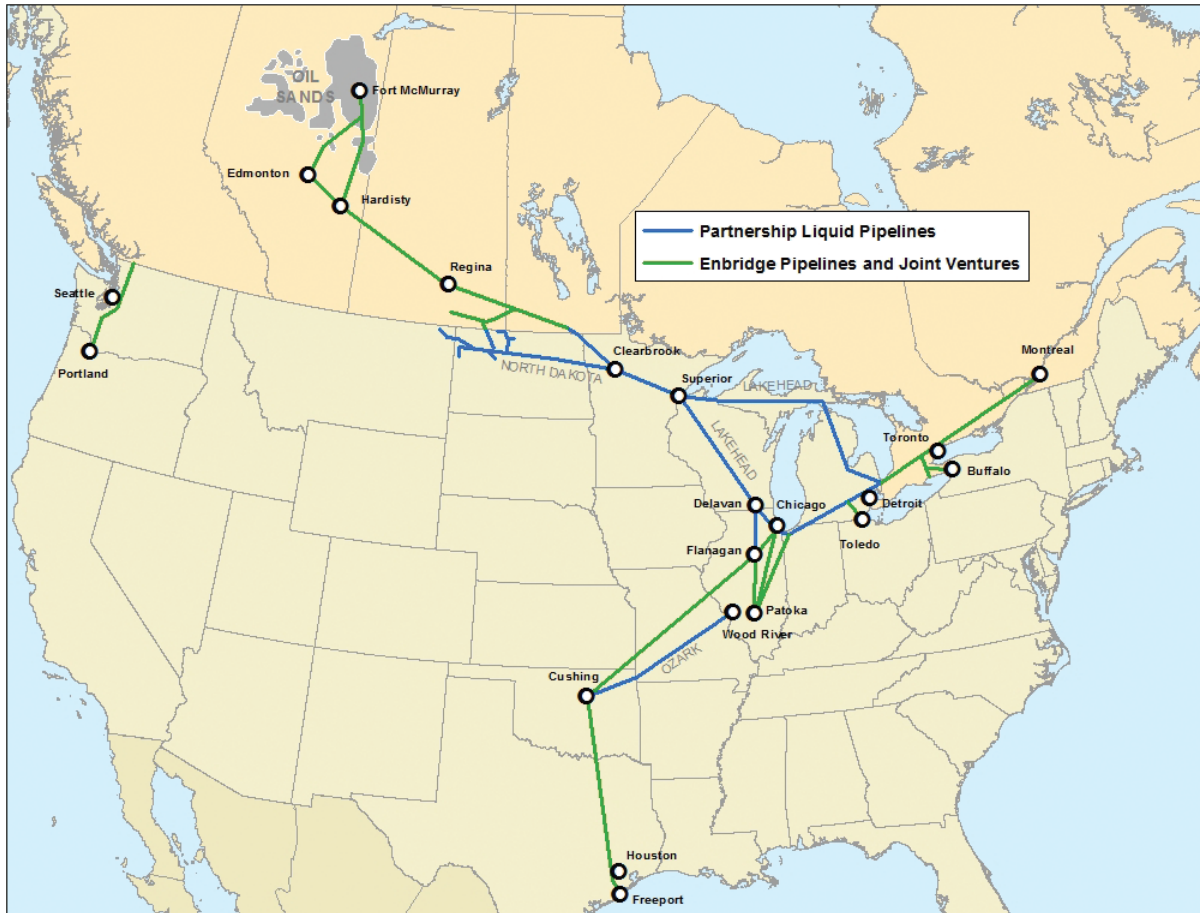 OIL
SANDS
Fort McMurray
Edmonton
Hardisty
Partnership Liquid Pipelines
Enbridge Pipelines and Joint Ventures
Regina
Seattle
Portland
Clearbrook
NORTH DAKOTA
Superior
LAKEHEAD
Montreal
LAKEHEAD
Toronto
Buffalo
Delavan
Chicago
Detroit
Toledo
Flanagan
Patoka
Wood River
OZARK
Cushing
Houston
Freeport